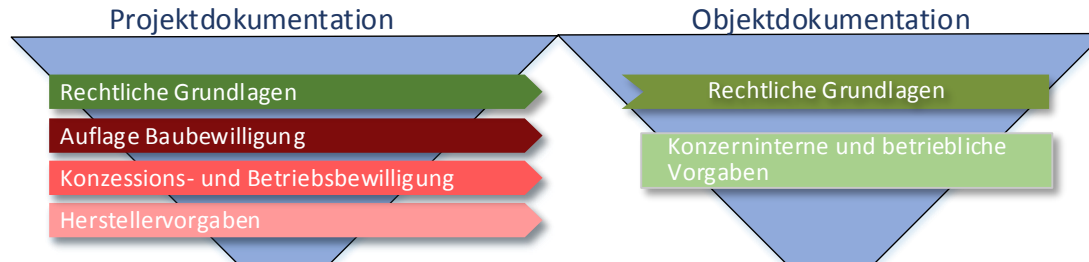 Projektdokumentation
Objektdokumentation
Rechtliche Grundlagen
Auflage Baubewilligung
Konzessions- und Betriebsbewilligung
Herstellervorgaben
Rechtliche Grundlagen
Konzerninterne und betriebliche
Vorgaben